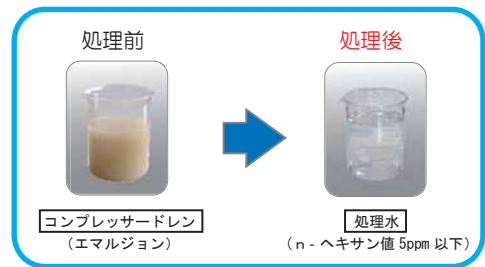 処理前
処理後
コンプレッサードレン
（エマルジョン）
処理水
（n‐ヘキサン値 5ppm 以下）